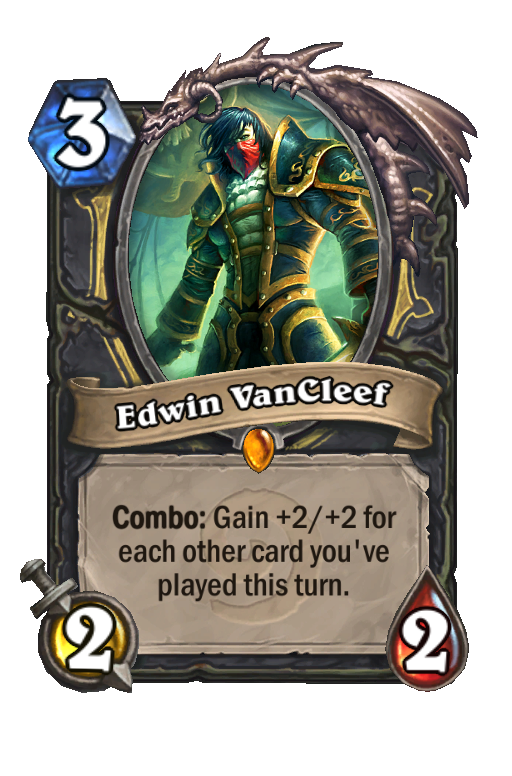 3
Edwin VanCleef
Combo: Gain +2/+2 for
each other card you've
played this turn.
2
2